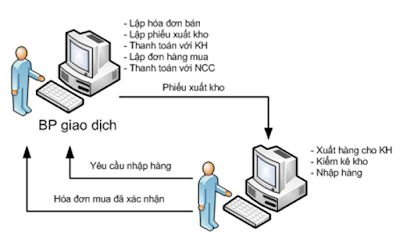 - Lập hóa đơn bán
- Lập phiếu xuất kho
- Thanh toán với KH
- Lập đơn hàng mua
- Thanh toán với NCC
Phiếu xuất kho
BP giao dịch
- Xuất hàng cho KH
- Kiểm kê kho
- Nhập hàng
Yêu cầu nhập hàng
Hóa đơn mua đã xác nhận